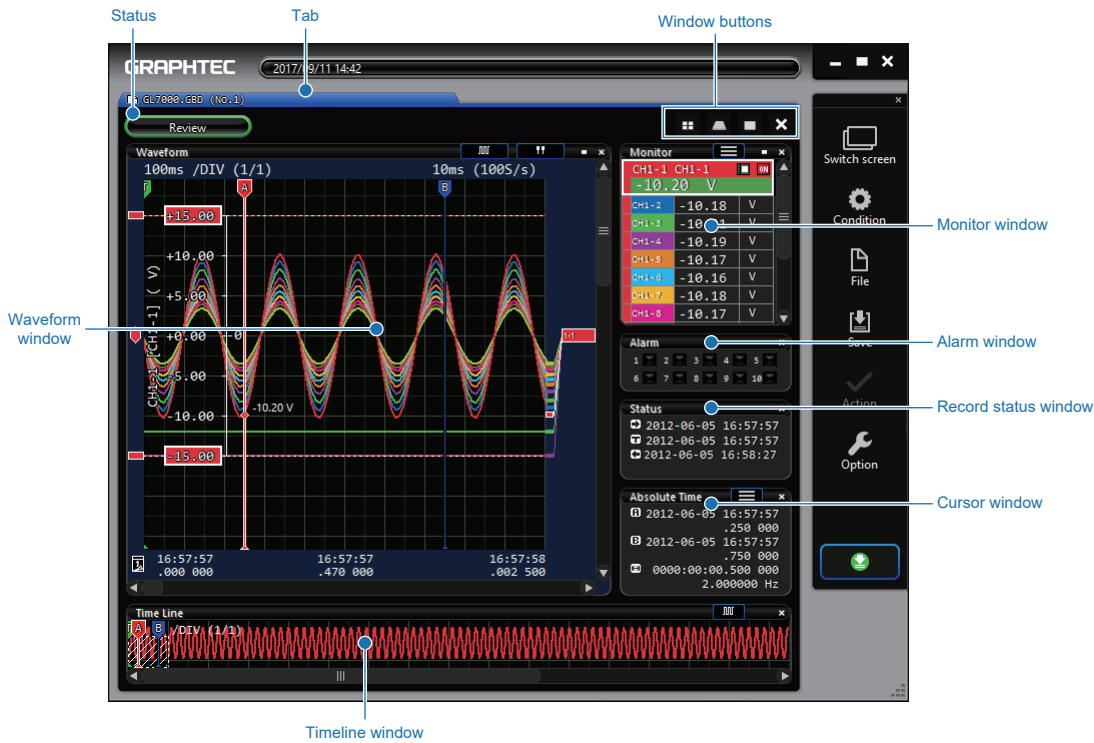 Status
Tab
Window buttons
GRAPHTEC
2017/09/11 14:42
GL7000.GBD (No.1)
Review
Waveform
100ms /DIV (1/1)
10ms (100S/s)
A
B
+15.00
+10.00
+5.00
+0.00
-5.00
-10.00
-15.00
CH1-1 [CH1-1] ( V)
0
-10.20 V
1-1
16:57:57
.000 000
16:57:57
.470 000
16:57:58
.002 500
Monitor
CH1-1 CH1-1 ON
-10.20 V
CH1-2 -10.18 V
CH1-3 V
CH1-4 -10.19 V
CH1-5 -10.17 V
CH1-6 -10.16 V
CH1-7 -10.18 V
CH1-8 -10.17 V
Alarm
1 2 3 4 5
6 7 8 9 10
Status
2012-06-05 16:57:57
2012-06-05 16:57:57
2012-06-05 16:58:27
Absolute Time
A 2012-06-05 16:57:57
.250 000
B 2012-06-05 16:57:57
.750 000
0000:00:00.500 000
2.000000 Hz
Time Line
A B /DIV (1/1)
Switch screen
Condition
File
Save
Action
Option
Waveform
window
Monitor window
Alarm window
Record status window
Cursor window
Timeline window